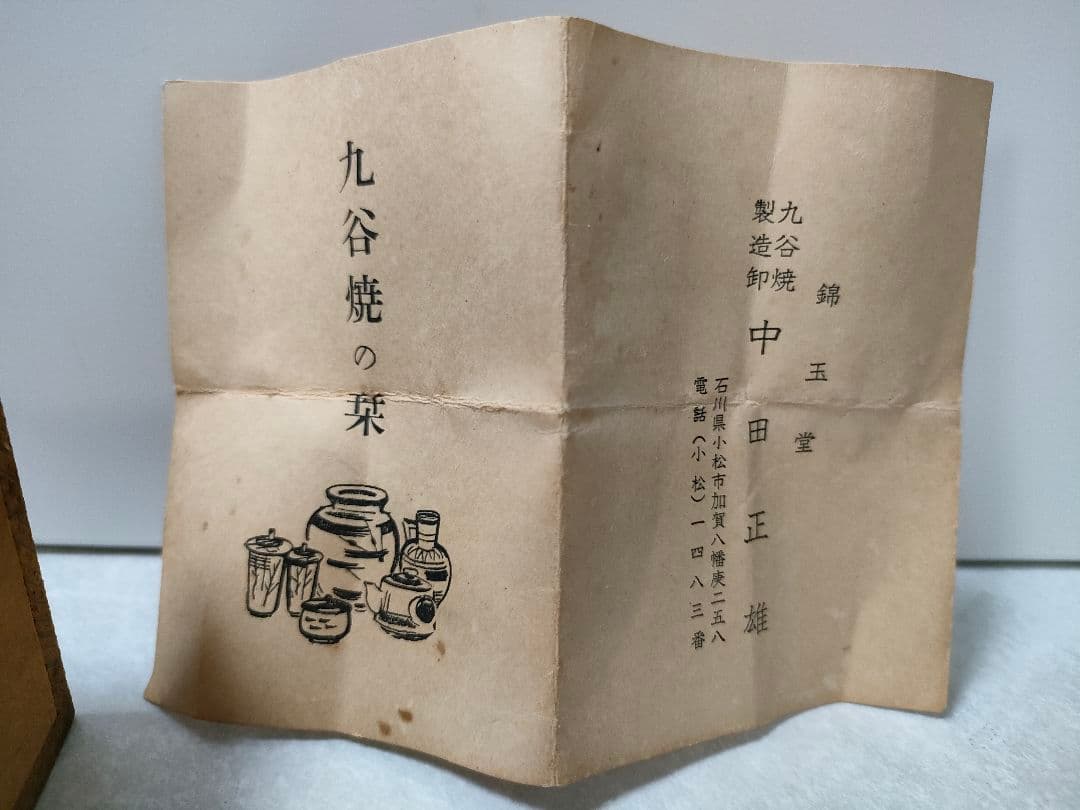 九谷焼の栞
錦玉堂
九谷焼
製造卸
中田正雄
石川県小松市加賀八幡庚二五八
電話(小松)一四八三番